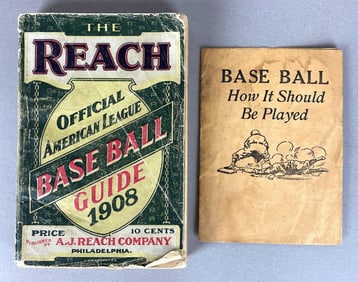 THE
REACH
OFFICIAL
AMERICAN LEAGUE
BASE BALL
GUIDE
1908
PRICE 10 CENTS
PUBLISHED BY A.J. REACH COMPANY
PHILADELPHIA.
BASE BALL
How It Should
Be Played